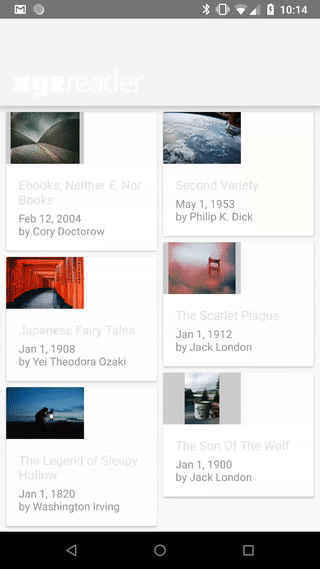 10:14
xyzreader
Ebooks, Neither E, Nor
Books
Feb 12, 2004
by Cory Doctorow
Second Variety
May 1, 1953
by Philip K. Dick
Japanese Fairy Tales
Jan 1, 1908
by Yei Theodora Ozaki
The Scarlet Plague
Jan 1, 1912
by Jack London
The Legend of Sleepy
Hollow
Jan 1, 1820
by Washington Irving
The Son Of The Wolf
Jan 1, 1900
by Jack London